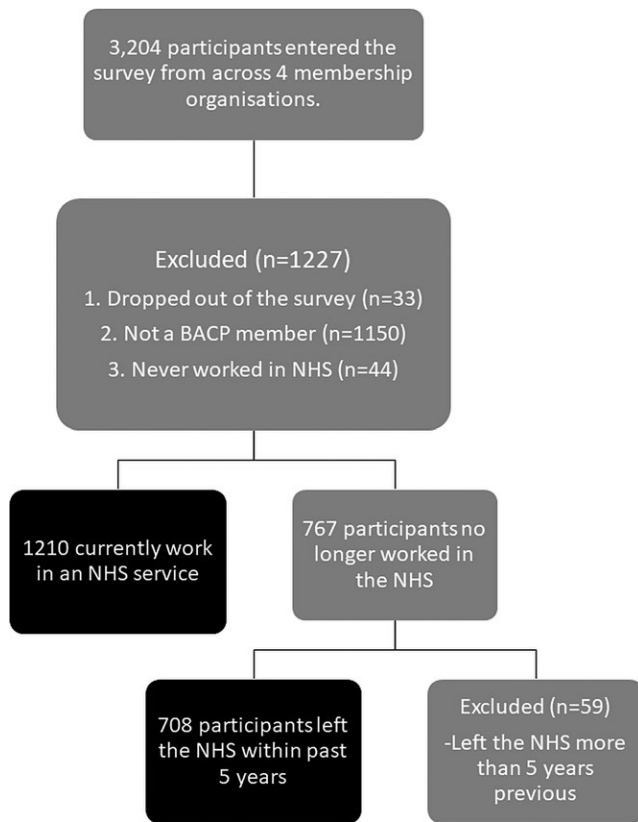 3,204 participants entered the
survey from across 4 membership
organisations.
Excluded (n=1227)
1. Dropped out of the survey (n=33)
2. Not a BACP member (n=1150)
3. Never worked in NHS (n=44)
1210 currently work
in an NHS service
767 participants no
longer worked in
the NHS
708 participants left
the NHS within past
5 years
Excluded (n=59)
-Left the NHS more
than 5 years
previous